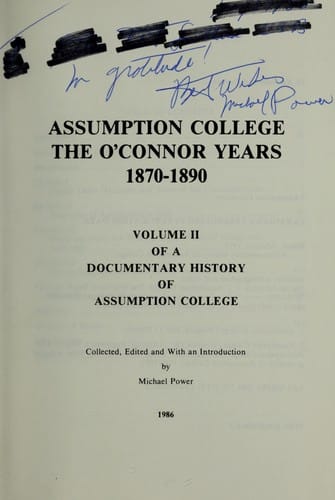 In gratitude!
Best Wishes
Michael Power
ASSUMPTION COLLEGE
THE O'CONNOR YEARS
1870-1890
VOLUME II
OF A
DOCUMENTARY HISTORY
OF
ASSUMPTION COLLEGE
Collected, Edited and With an Introduction
by
Michael Power
1986